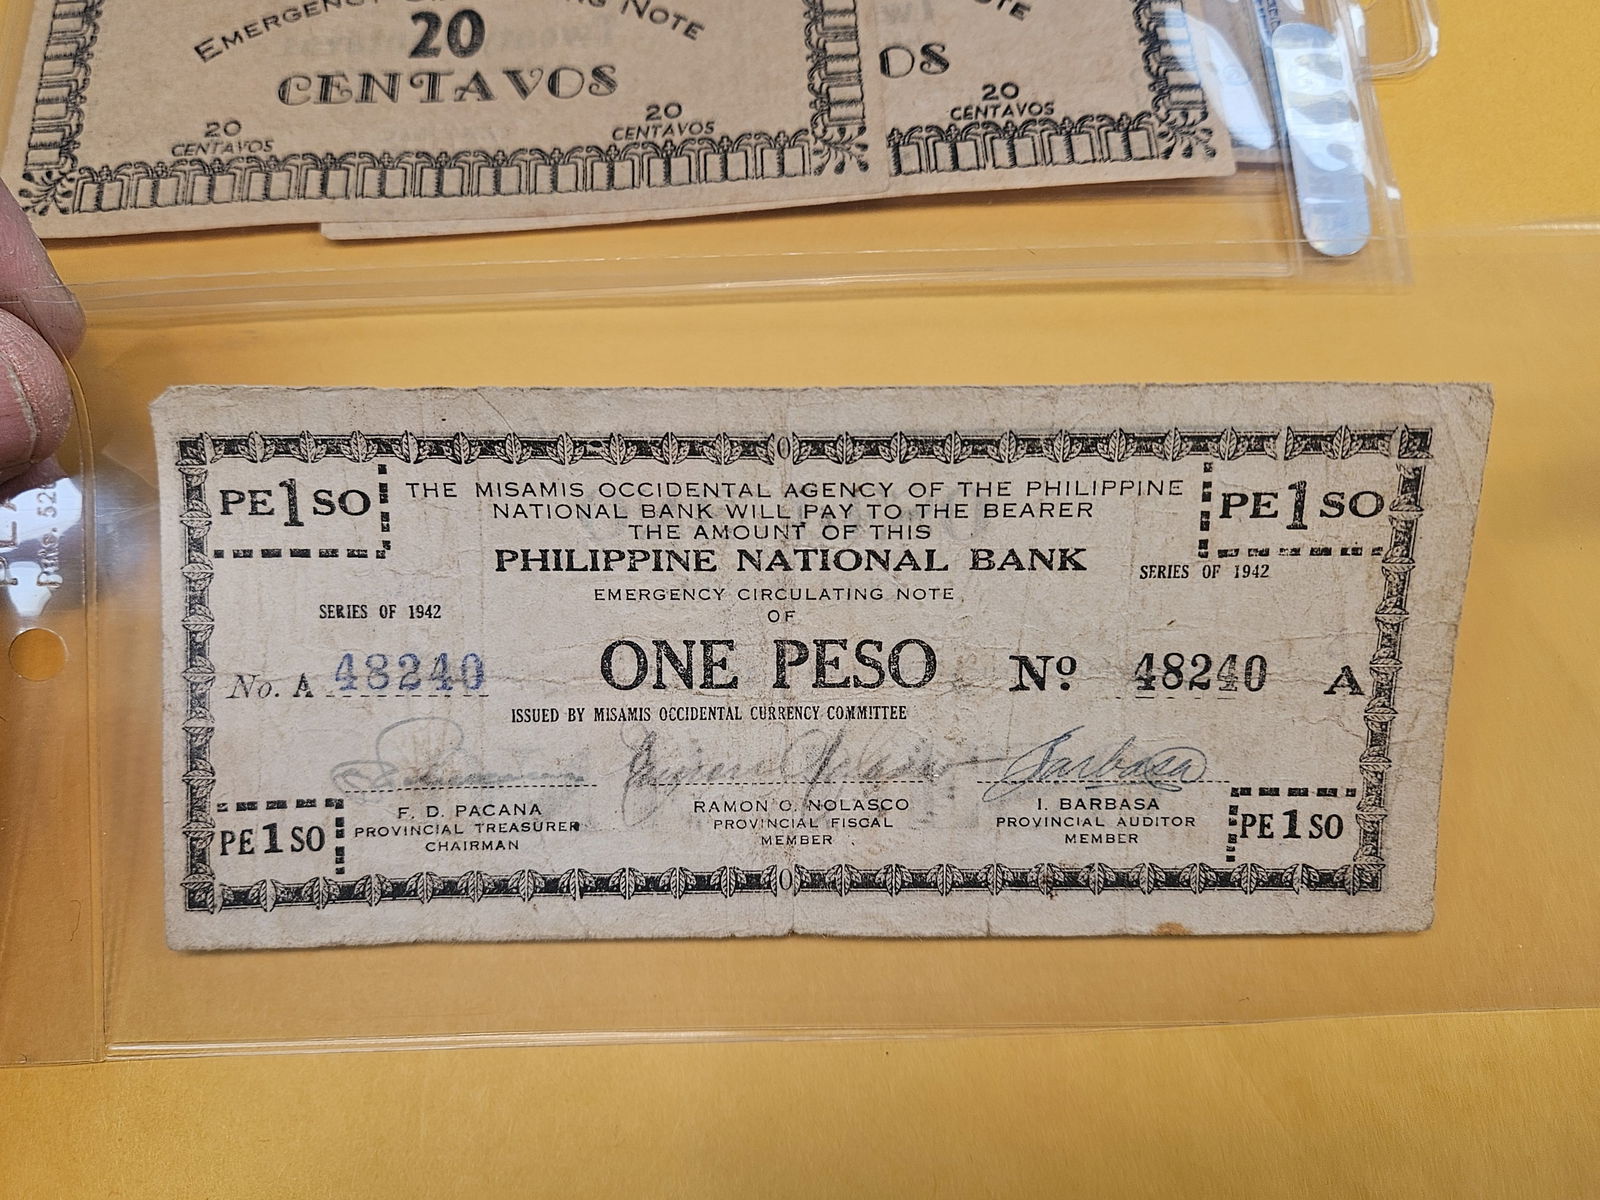 EMERGENCY NOTE
20
CENTAVOS
20
CENTAVOS
20
CENTAVOS
OS
20
CENTAVOS
PE1SO
THE MISAMIS OCCIDENTAL AGENCY OF THE PHILIPPINE
NATIONAL BANK WILL PAY TO THE BEARER
THE AMOUNT OF THIS
PHILIPPINE NATIONAL BANK
EMERGENCY CIRCULATING NOTE
OF
ONE PESO
PE1SO
SERIES OF 1942
SERIES OF 1942
No. A 48240
Nº 48240 A
ISSUED BY MISAMIS OCCIDENTAL CURRENCY COMMITTEE
Barbasa
F. D. PACANA
PROVINCIAL TREASURER
CHAIRMAN
RAMON C. NOLASCO
PROVINCIAL FISCAL
MEMBER
I. BARBASA
PROVINCIAL AUDITOR
MEMBER
PE1SO
PE1SO